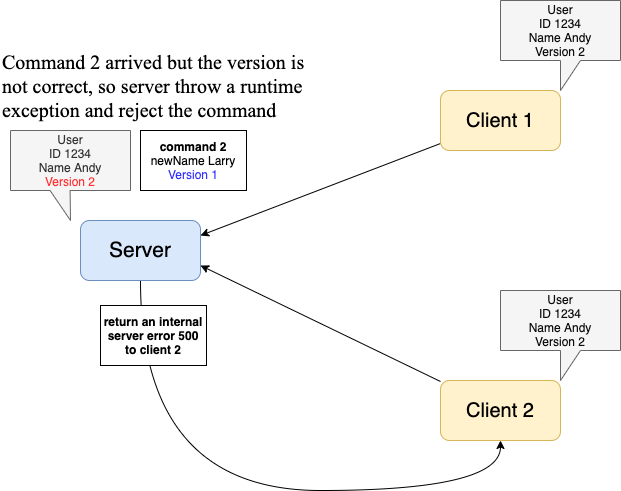 User
ID 1234
Name Andy
Version 2
Command 2 arrived but the version is
not correct, so server throw a runtime
exception and reject the command
Client 1
User
ID 1234
Name Andy
Version 2
command 2
newName Larry
Version 1
Server
return an internal
server error 500
to client 2
User
ID 1234
Name Andy
Version 2
Client 2